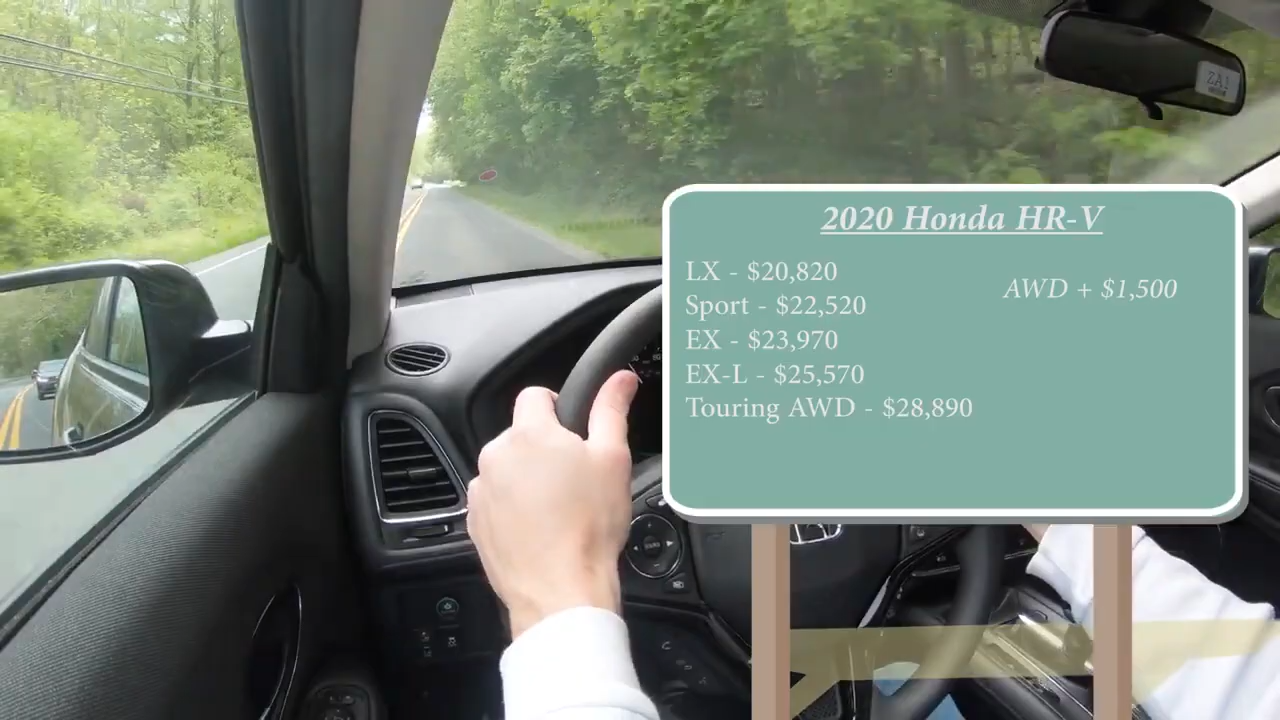 ZA1
2020 Honda HR-V
LX - $20,820
AWD + $1,500
Sport - $22,520
EX - $23,970
EX-L - $25,570
Touring AWD - $28,890